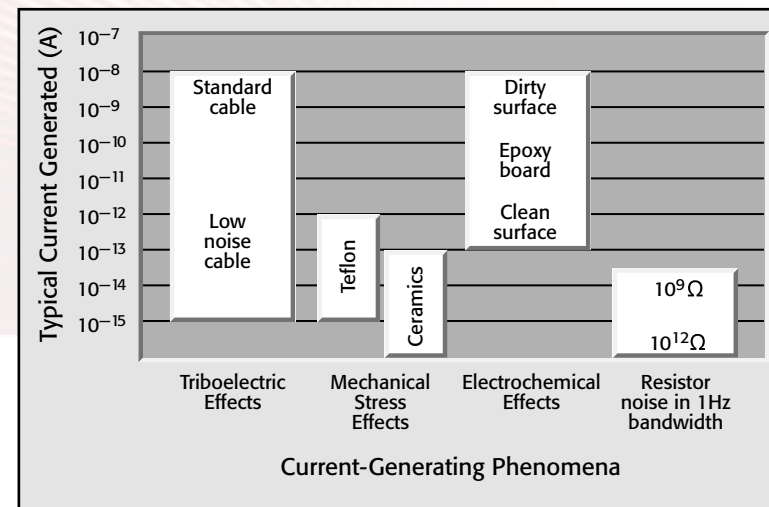 Typical Current Generated (A)
10⁻⁷
10⁻⁸
10⁻⁹
10⁻¹⁰
10⁻¹¹
10⁻¹²
10⁻¹³
10⁻¹⁴
10⁻¹⁵
Standard
cable
Low
noise
cable
Teflon
Ceramics
Dirty
surface
Epoxy
board
Clean
surface
10⁹Ω
10¹²Ω
Triboelectric
Effects
Mechanical
Stress
Effects
Electrochemical
Effects
Resistor
noise in 1Hz
bandwidth
Current-Generating Phenomena